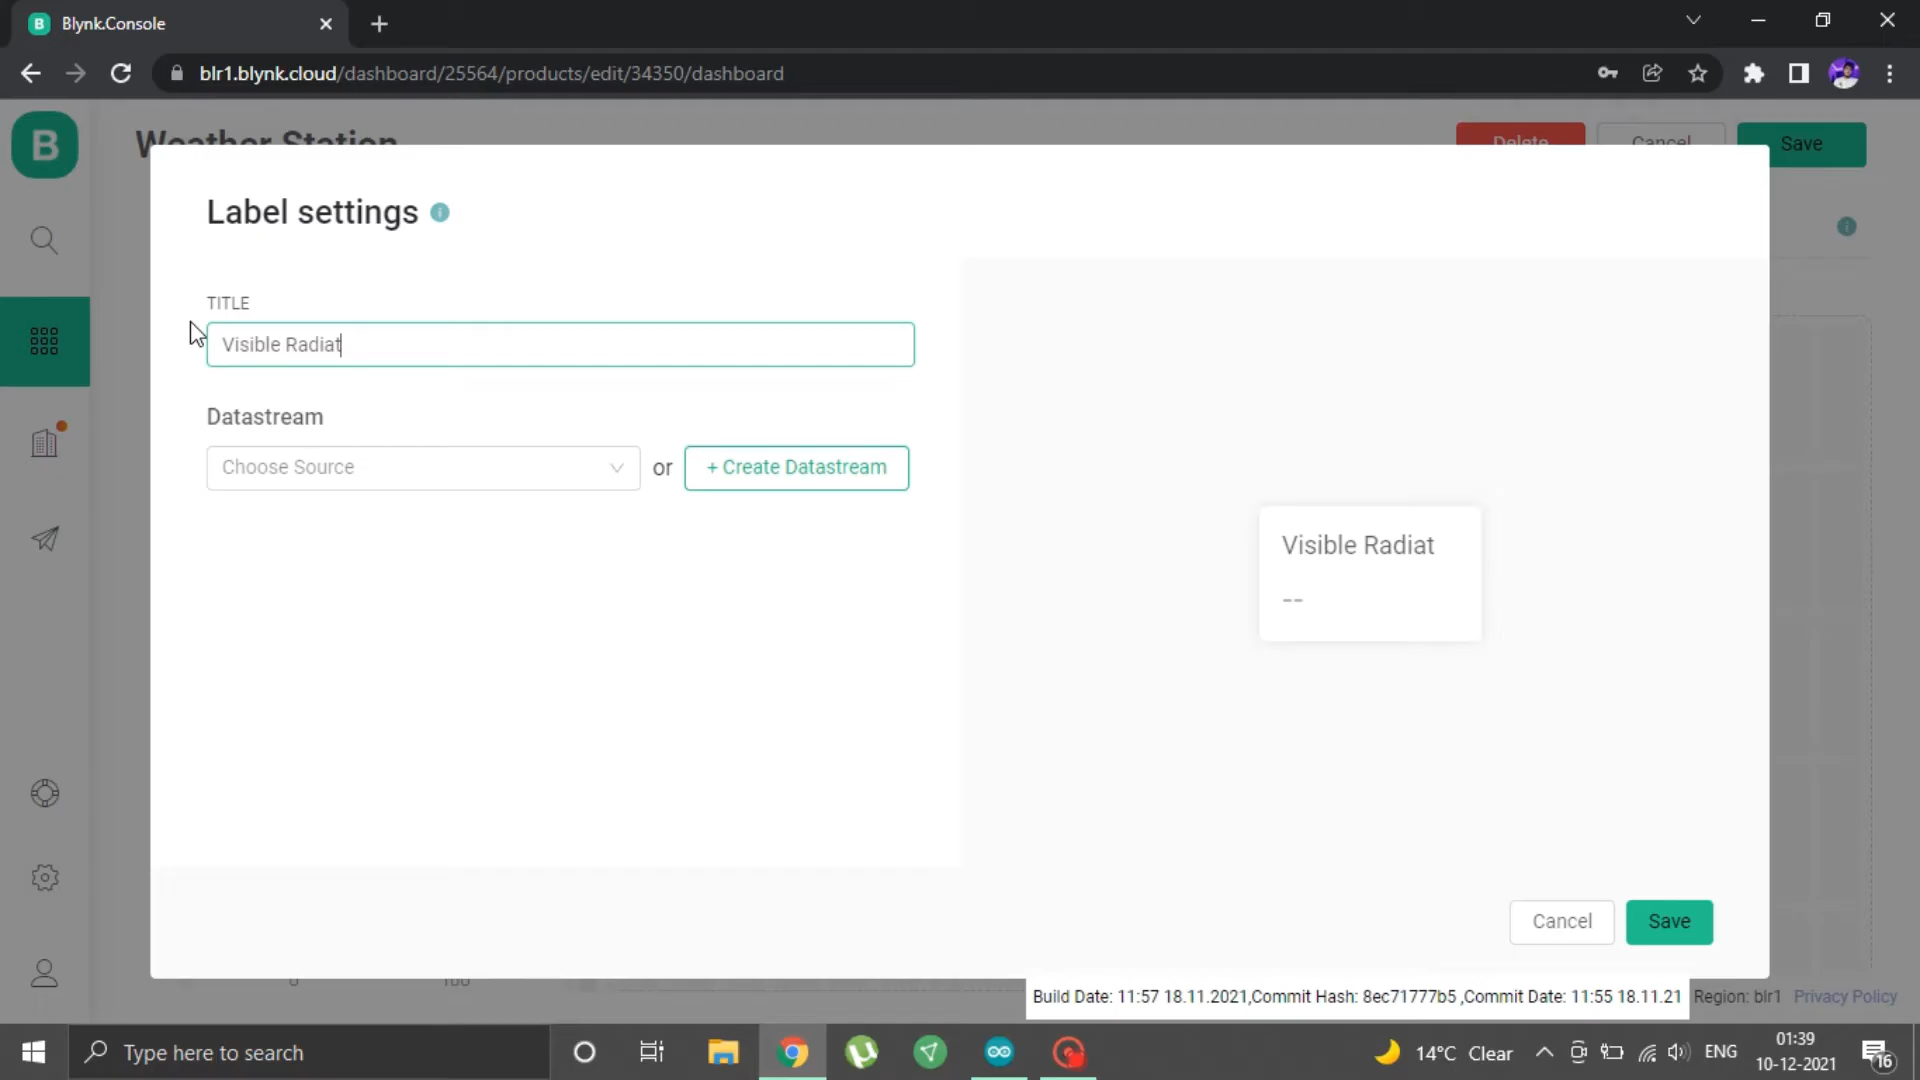 B Blynk.Console
blr1.blynk.cloud/dashboard/25564/products/edit/34350/dashboard
B
Weather Station
Delete
Cancel
Save
Label settings
TITLE
Visible Radiat
Datastream
Choose Source
or
+ Create Datastream
Visible Radiat
--
Cancel
Save
0
100
Build Date: 11:57 18.11.2021,Commit Hash: 8ec71777b5 ,Commit Date: 11:55 18.11.21
Region: blr1
Privacy Policy
Type here to search
14°C Clear
ENG
01:39
10-12-2021
16